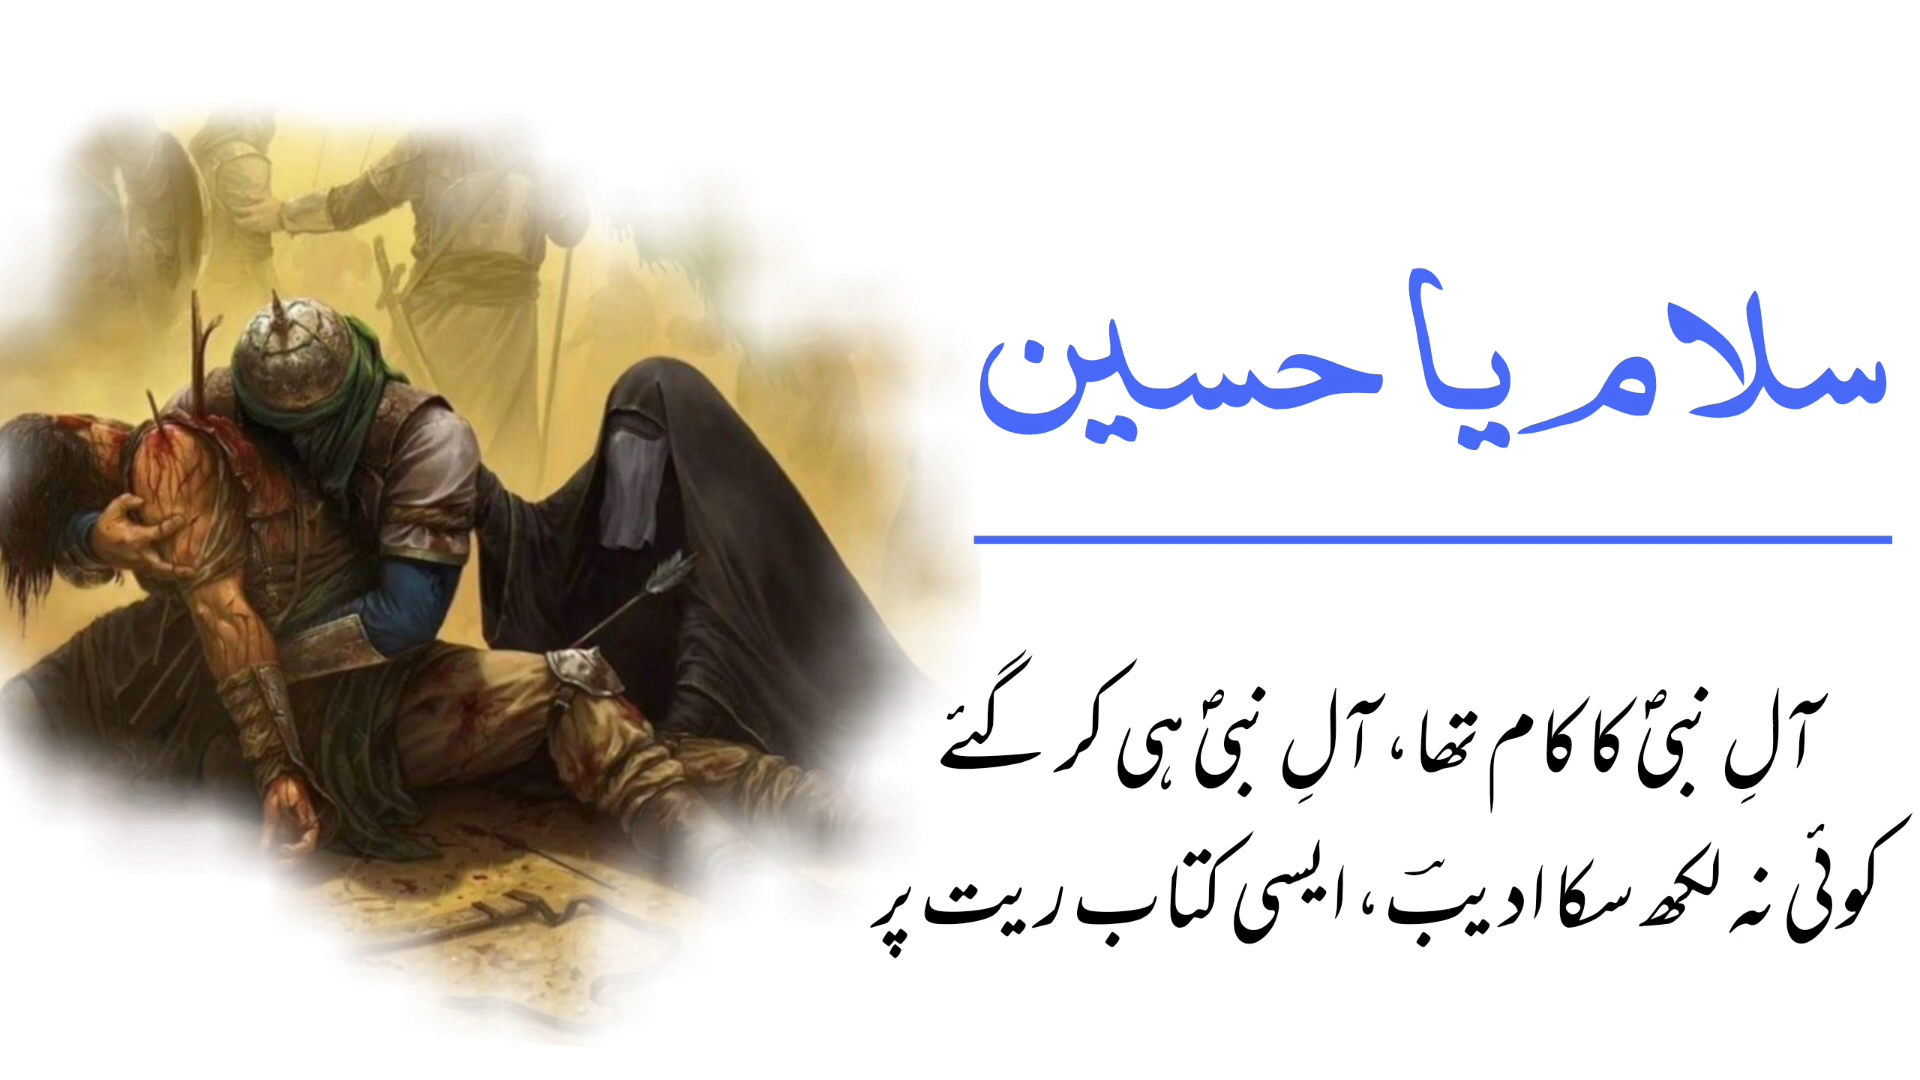 سلام یا حسین
آلِ نبیؐ کا کام تھا، آلِ نبیؐ ہی کر گئے
کوئی نہ لکھ سکا ادیبؔ، ایسی کتاب ریت پر